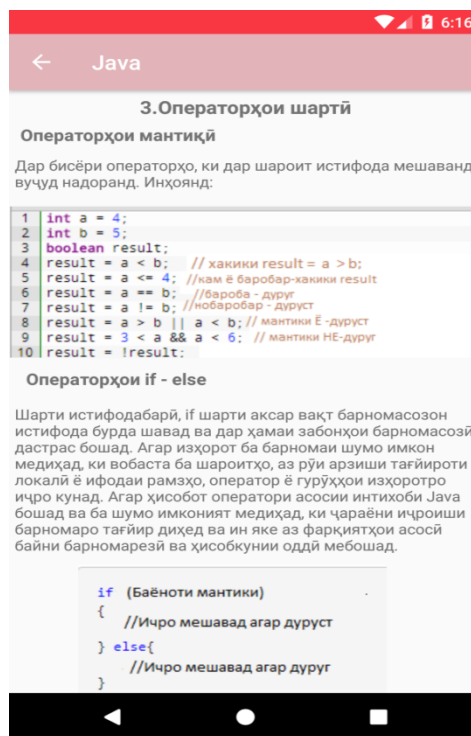 6:16
Java
3.Операторҳои шартӣ
Операторҳои мантиқӣ
Дар бисёри операторҳо, ки дар шароит истифода мешаванд
вуҷуд надоранд. Инҳоянд:
1 int a = 4;
2 int b = 5;
3 boolean result;
4 result = a < b; // хакики result = a > b;
5 result = a <= 4; //кам ё баробар-хакики result
6 result = a == b; //бароба - дуруг
7 result = a != b; //нобаробар - дуруст
8 result = a > b || a < b; // мантики Ё -дуруст
9 result = 3 < a && a < 6; // мантики НЕ-дуруг
10 result = !result;
Операторҳои if - else
Шарти истифодабарӣ, if шарти аксар вақт барномасозон
истифода бурда шавад ва дар ҳамаи забонҳои барномасозӣ
дастрас бошад. Агар изҳорот ба барномаи шумо имкон
медиҳад, ки вобаста ба шароитҳо, аз рӯи арзиши тағйироти
локалӣ ё ифодаи рамзҳо, оператор ё гурӯҳҳои изҳоротро
иҷро кунад. Агар ҳисобот оператори асосии интихоби Java
бошад ва ба шумо имконият медиҳад, ки ҷараёни иҷроиши
барномаро тағйир диҳед ва ин яке аз фарқиятҳои асосӣ
байни барномарезӣ ва ҳисобкунии оддӣ мебошад.
if (Баёноти мантики)
{
//Ичро мешавад агар дуруст
} else{
//Ичро мешавад агар дуруг
}